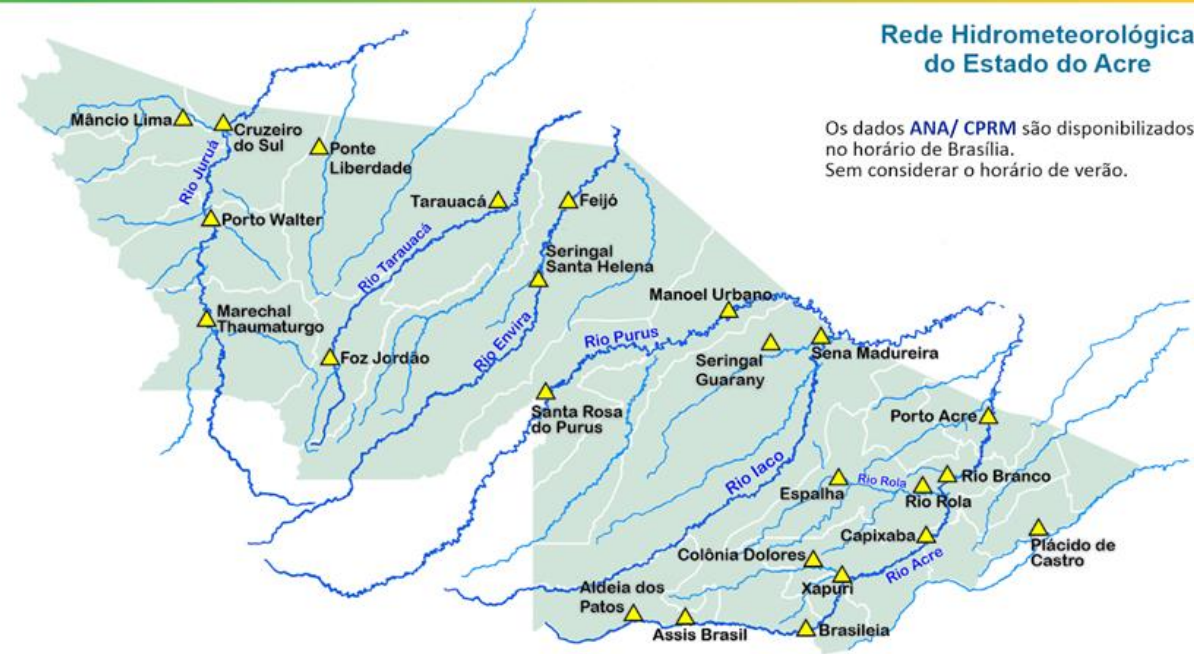 Rede Hidrometeorológica
do Estado do Acre
Os dados ANA/ CPRM são disponibilizados
no horário de Brasília.
Sem considerar o horário de verão.
Mâncio Lima
Cruzeiro
do Sul
Ponte
Liberdade
Rio Juruá
Porto Walter
Tarauacá
Feijó
Rio Tarauacá
Seringal
Santa Helena
Marechal
Thaumaturgo
Foz Jordão
Rio Envira
Manoel Urbano
Rio Purus
Seringal
Guarany
Sena Madureira
Santa Rosa
do Purus
Porto Acre
Rio Iaco
Espalha
Rio Rola
Rio Rola
Rio Branco
Capixaba
Plácido de
Castro
Colônia Dolores
Rio Acre
Xapuri
Aldeia dos
Patos
Assis Brasil
Brasileia